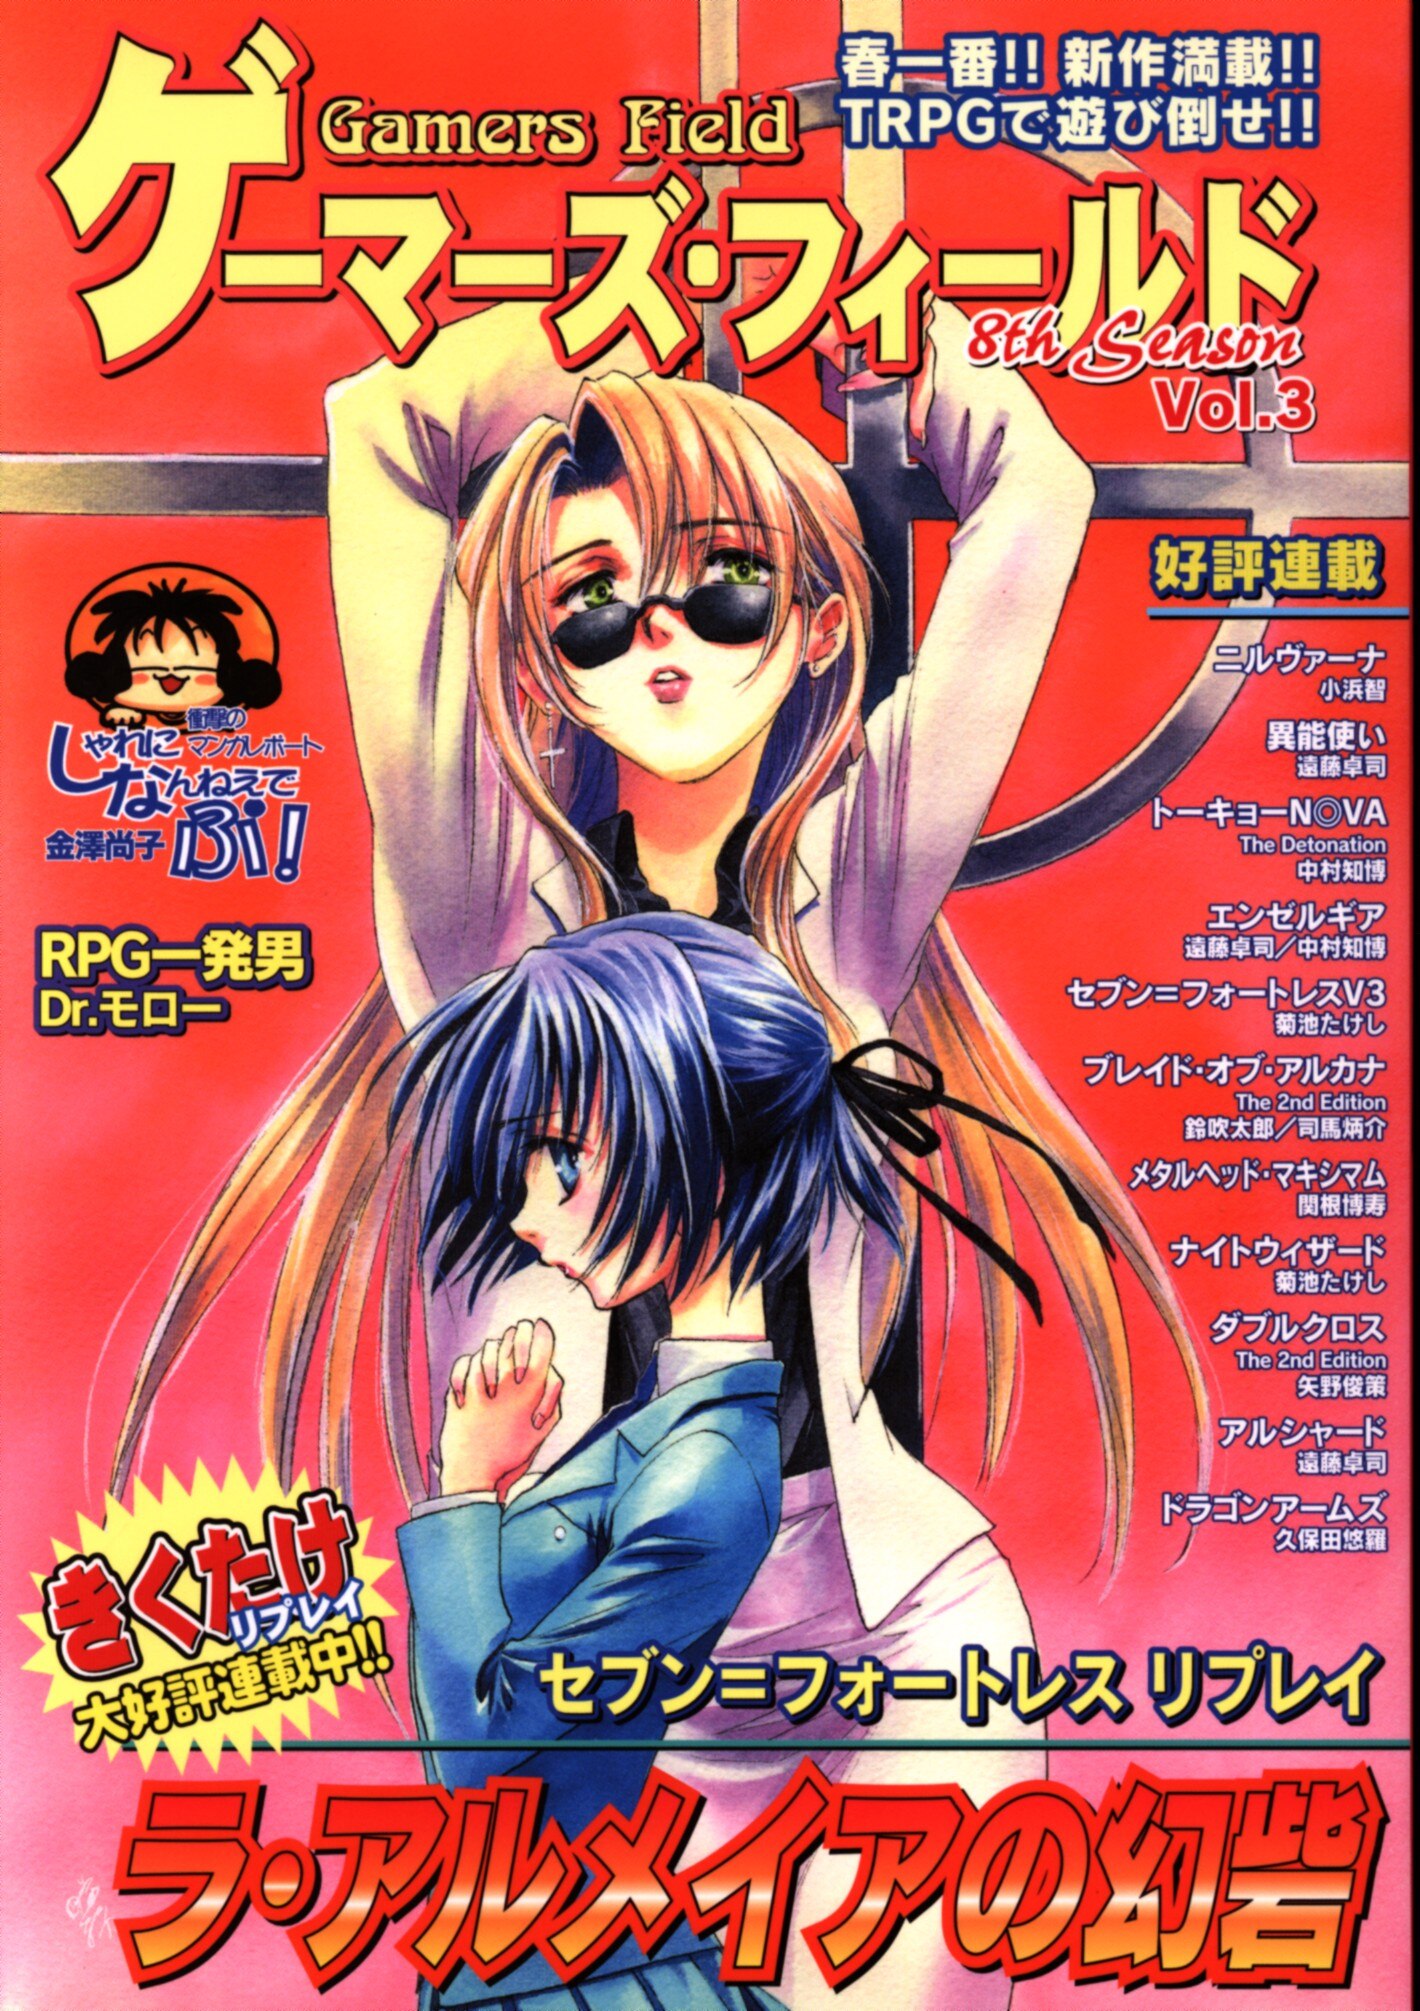 春一番!! 新作満載!!
TRPGで遊び倒せ!!
Gamers Field
ゲーマーズ・フィールド
8th Season
Vol.3
衝撃の
マンガレポート
しゃれに
なんねえで
ぶい!
金澤尚子
RPG一発男
Dr.モロー
好評連載
ニルヴァーナ
小浜智
異能使い
遠藤卓司
トーキョーN◎VA
The Detonation
中村知博
エンゼルギア
遠藤卓司／中村知博
セブン=フォートレスV3
菊池たけし
ブレイド・オブ・アルカナ
The 2nd Edition
鈴吹太郎／司馬炳介
メタルヘッド・マキシマム
関根博寿
ナイトウィザード
菊池たけし
ダブルクロス
The 2nd Edition
矢野俊策
アルシャード
遠藤卓司
ドラゴンアームズ
久保田悠羅
きくたけ
リプレイ
大好評連載中!!
セブン=フォートレス リプレイ
ラ・アルメイアの幻砦